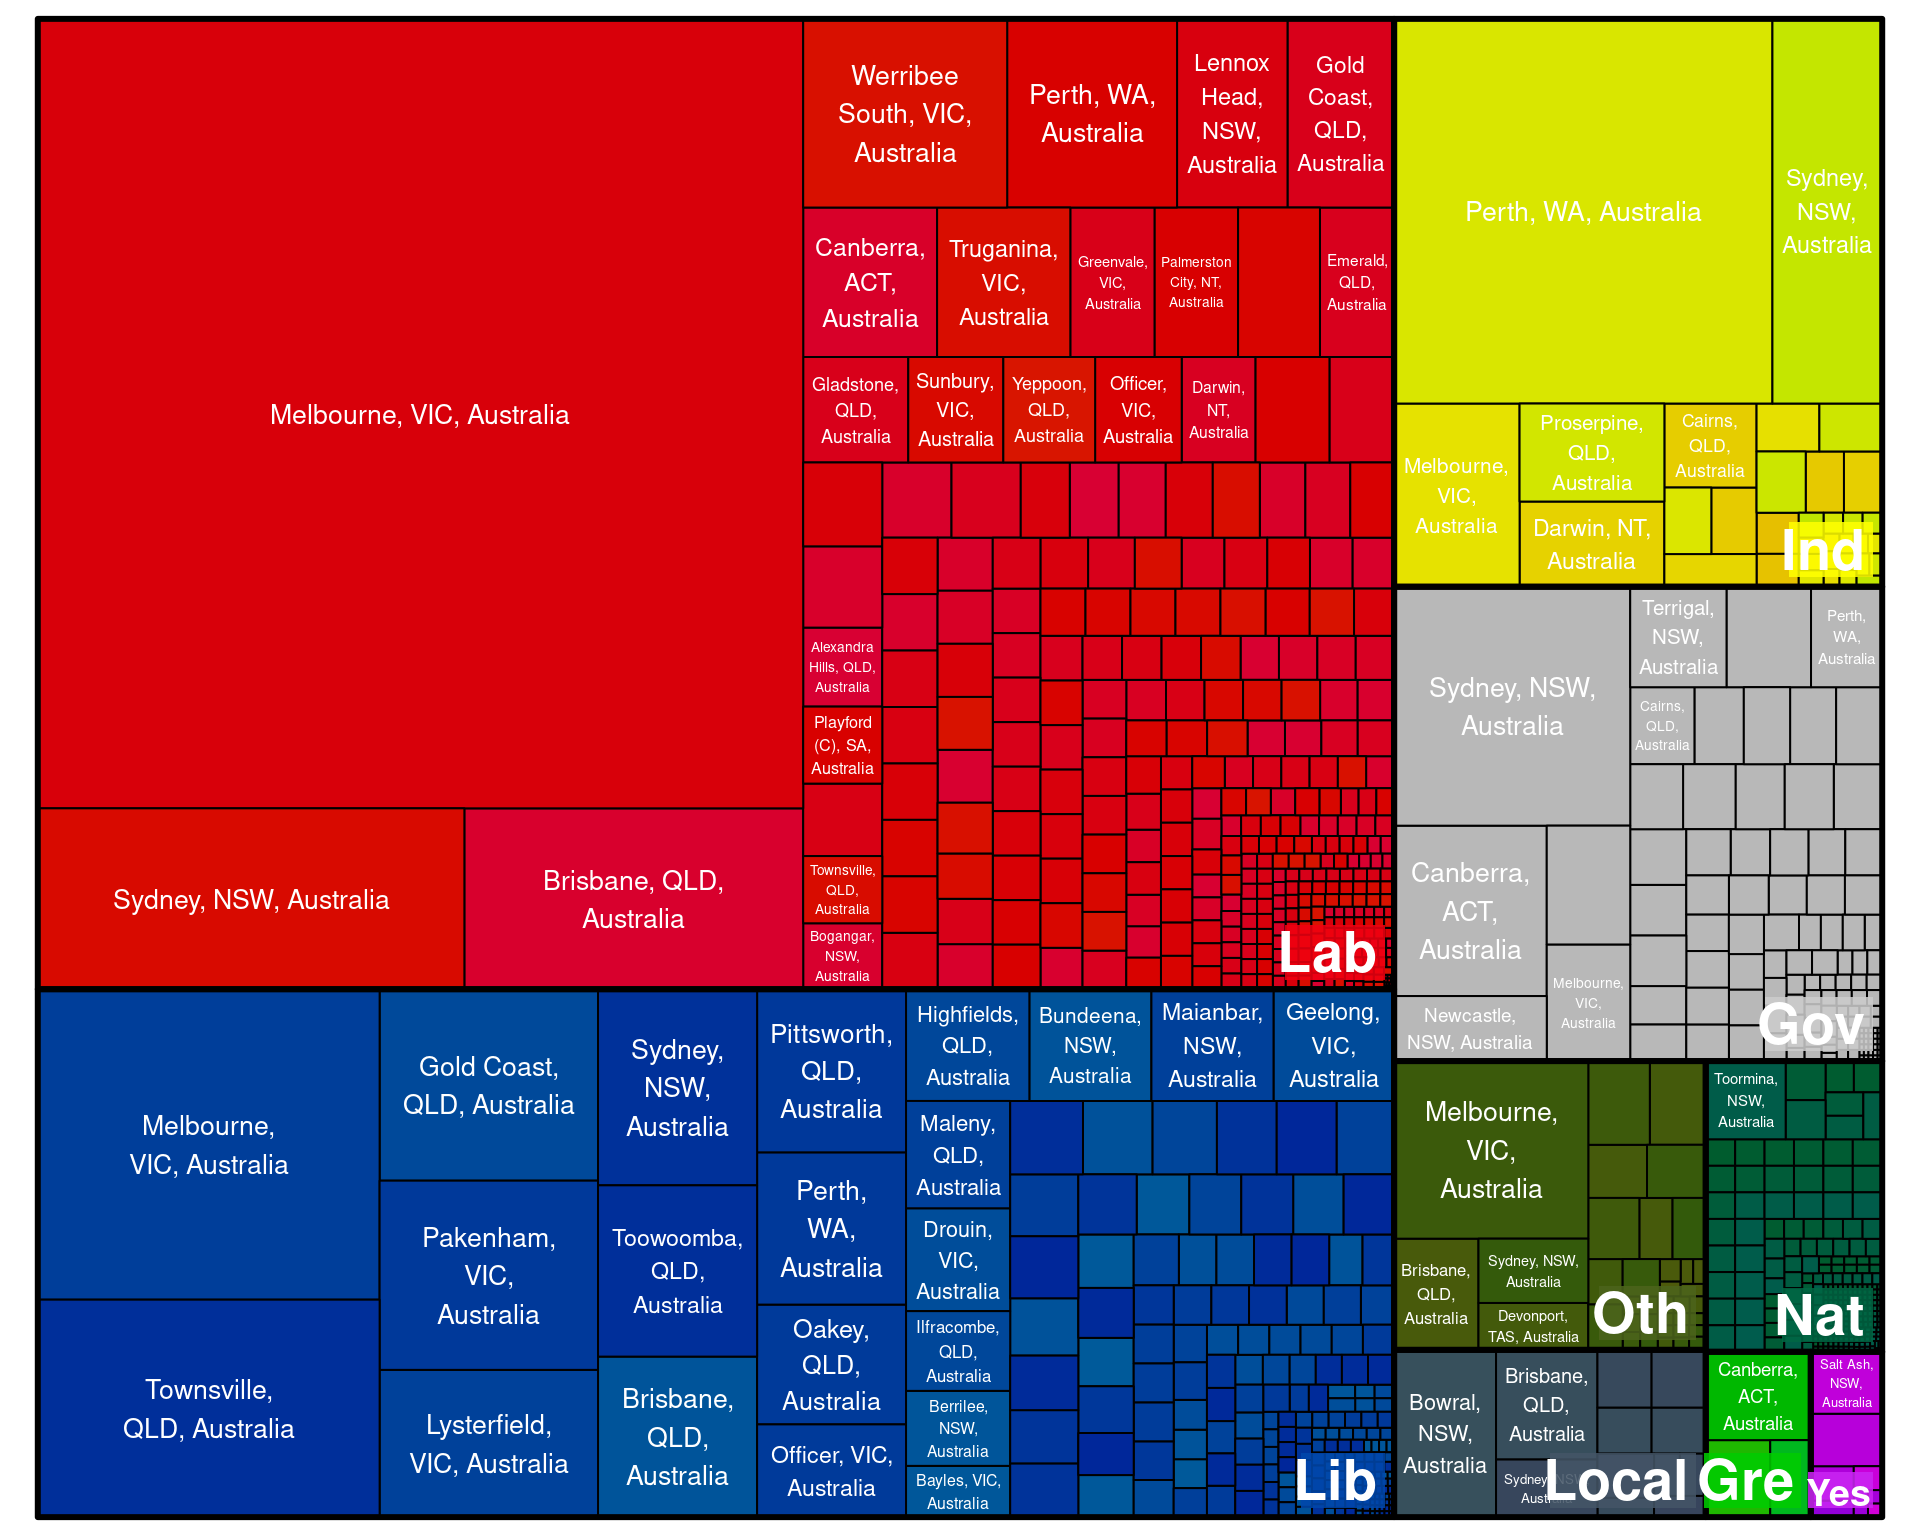 Melbourne, VIC, Australia
Sydney, NSW, Australia
Brisbane, QLD,
Australia
Werribee
South, VIC,
Australia
Perth, WA,
Australia
Lennox
Head,
NSW,
Australia
Gold
Coast,
QLD,
Australia
Canberra,
ACT,
Australia
Truganina,
VIC,
Australia
Greenvale,
VIC,
Australia
Palmerston
City, NT,
Australia
Emerald,
QLD,
Australia
Gladstone,
QLD,
Australia
Sunbury,
VIC,
Australia
Yeppoon,
QLD,
Australia
Officer,
VIC,
Australia
Darwin,
NT,
Australia
Alexandra
Hills, QLD,
Australia
Playford
(C), SA,
Australia
Townsville,
QLD,
Australia
Bogangar,
NSW,
Australia
Lab
Perth, WA, Australia
Sydney,
NSW,
Australia
Melbourne,
VIC,
Australia
Proserpine,
QLD,
Australia
Darwin, NT,
Australia
Cairns,
QLD,
Australia
Ind
Sydney, NSW,
Australia
Terrigal,
NSW,
Australia
Perth,
WA,
Australia
Cairns,
QLD,
Australia
Canberra,
ACT,
Australia
Newcastle,
NSW, Australia
Melbourne,
VIC,
Australia
Gov
Melbourne,
VIC, Australia
Townsville,
QLD, Australia
Gold Coast,
QLD, Australia
Pakenham,
VIC,
Australia
Lysterfield,
VIC, Australia
Sydney,
NSW,
Australia
Toowoomba,
QLD,
Australia
Brisbane,
QLD,
Australia
Pittsworth,
QLD,
Australia
Perth,
WA,
Australia
Oakey,
QLD,
Australia
Officer, VIC,
Australia
Highfields,
QLD,
Australia
Bundeena,
NSW,
Australia
Maianbar,
NSW,
Australia
Geelong,
VIC,
Australia
Maleny,
QLD,
Australia
Drouin,
VIC,
Australia
Ilfracombe,
QLD,
Australia
Berrilee,
NSW,
Australia
Bayles, VIC,
Australia
Lib
Melbourne,
VIC,
Australia
Brisbane,
QLD,
Australia
Sydney, NSW,
Australia
Devonport,
TAS, Australia
Oth
Toormina,
NSW,
Australia
Nat
Bowral,
NSW,
Australia
Brisbane,
QLD,
Australia
Sydney, NSW,
Australia
Local
Canberra,
ACT,
Australia
Gre
Salt Ash,
NSW,
Australia
Yes